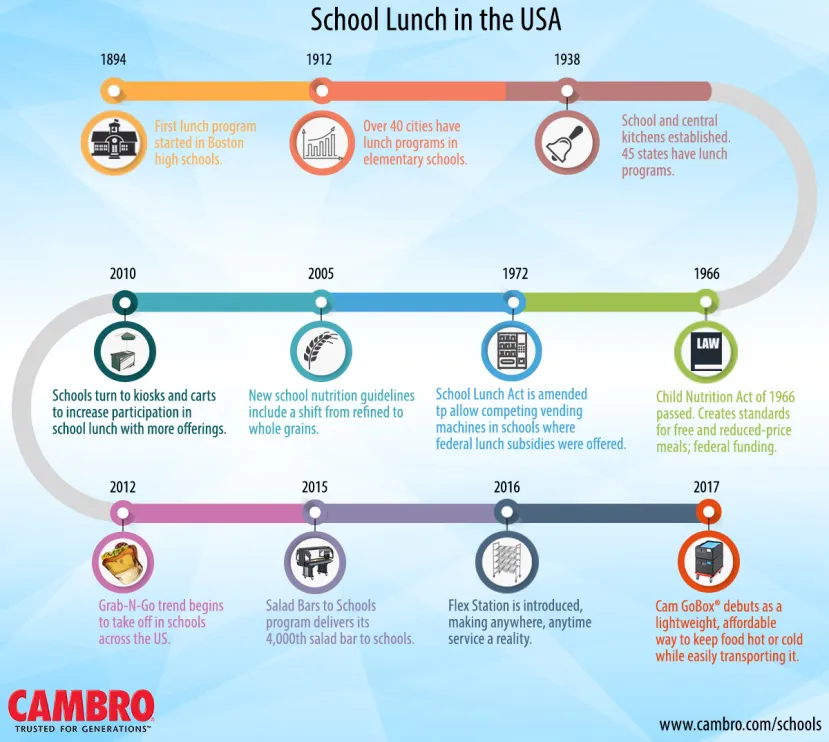 School Lunch in the USA
1894
1912
1938
First lunch program
started in Boston
high schools.
Over 40 cities have
lunch programs in
elementary schools.
School and central
kitchens established.
45 states have lunch
programs.
2010
2005
1972
1966
LAW
Schools turn to kiosks and carts
to increase participation in
school lunch with more offerings.
New school nutrition guidelines
include a shift from refined to
whole grains.
School Lunch Act is amended
tp allow competing vending
machines in schools where
federal lunch subsidies were offered.
Child Nutrition Act of 1966
passed. Creates standards
for free and reduced-price
meals; federal funding.
2012
2015
2016
2017
Grab-N-Go trend begins
to take off in schools
across the US.
Salad Bars to Schools
program delivers its
4,000th salad bar to schools.
Flex Station is introduced,
making anywhere, anytime
service a reality.
Cam GoBox® debuts as a
lightweight, affordable
way to keep food hot or cold
while easily transporting it.
CAMBRO®
TRUSTED FOR GENERATIONS™
www.cambro.com/schools